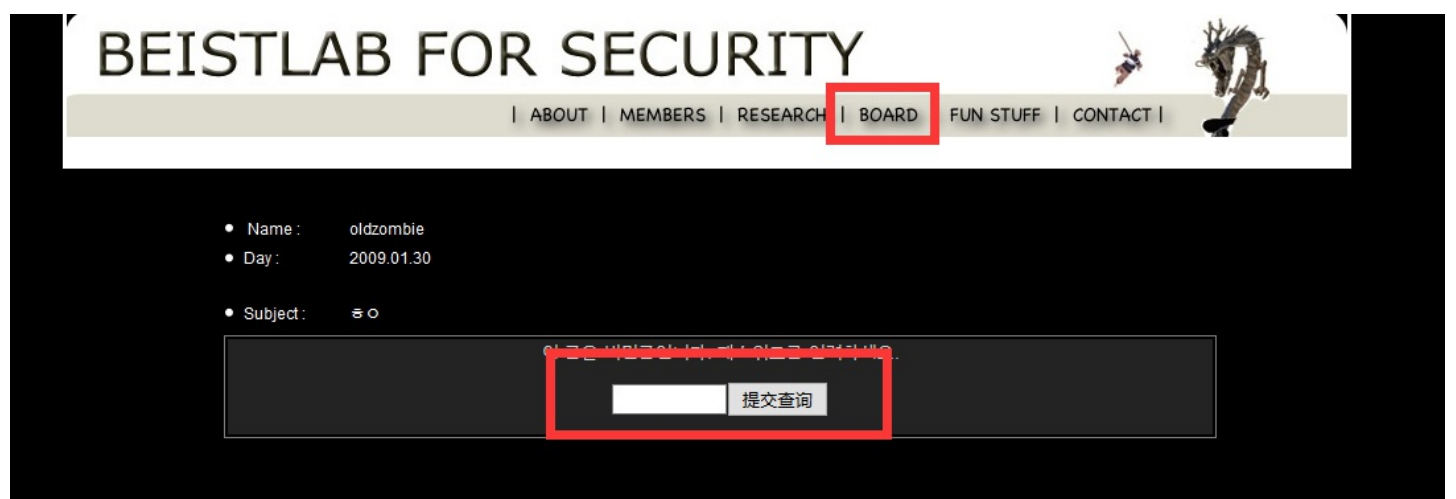 BEISTLAB FOR SECURITY
| ABOUT | MEMBERS | RESEARCH | BOARD FUN STUFF | CONTACT |
• Name : oldzombie
• Day : 2009.01.30
• Subject : ㅎㅇ
提交查询